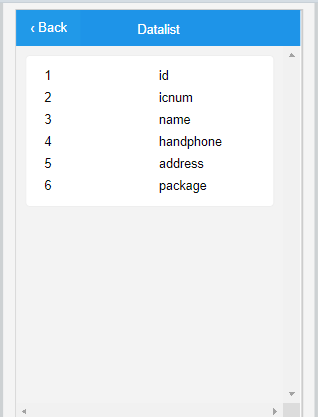 ‹ Back Datalist
1 id
2 icnum
3 name
4 handphone
5 address
6 package